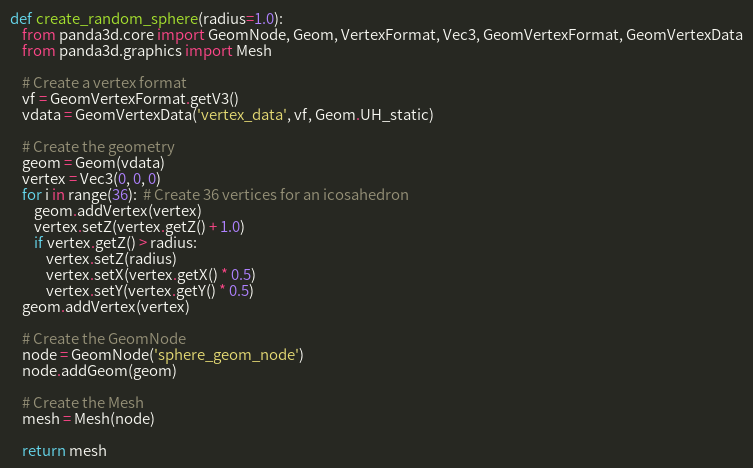 def create_random_sphere(radius=1.0):
from panda3d.core import GeomNode, Geom, VertexFormat, Vec3, GeomVertexFormat, GeomVertexData
from panda3d.graphics import Mesh
# Create a vertex format
vf = GeomVertexFormat.getV3()
vdata = GeomVertexData('vertex_data', vf, Geom.UH_static)
# Create the geometry
geom = Geom(vdata)
vertex = Vec3(0, 0, 0)
for i in range(36): # Create 36 vertices for an icosahedron
geom.addVertex(vertex)
vertex.setZ(vertex.getZ() + 1.0)
if vertex.getZ() > radius:
vertex.setZ(radius)
vertex.setX(vertex.getX() * 0.5)
vertex.setY(vertex.getY() * 0.5)
geom.addVertex(vertex)
# Create the GeomNode
node = GeomNode('sphere_geom_node')
node.addGeom(geom)
# Create the Mesh
mesh = Mesh(node)
return mesh